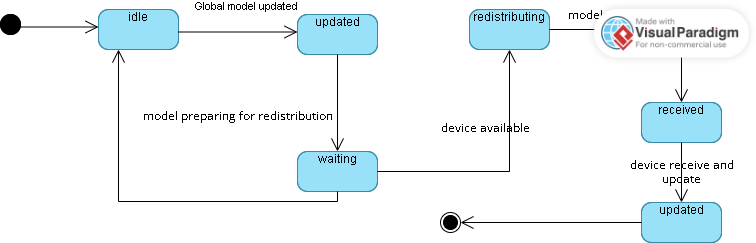 Global model updated
idle
updated
redistributing
model
Made with
Visual Paradigm
For non-commercial use
model preparing for redistribution
device available
received
waiting
device receive and
update
updated